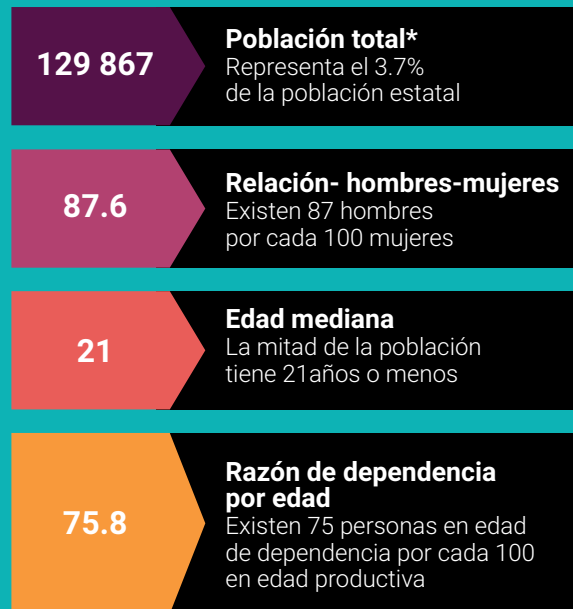 129 867
Población total*
Representa el 3.7%
de la población estatal
87.6
Relación- hombres-mujeres
Existen 87 hombres
por cada 100 mujeres
21
Edad mediana
La mitad de la población
tiene 21años o menos
75.8
Razón de dependencia
por edad
Existen 75 personas en edad
de dependencia por cada 100
en edad productiva